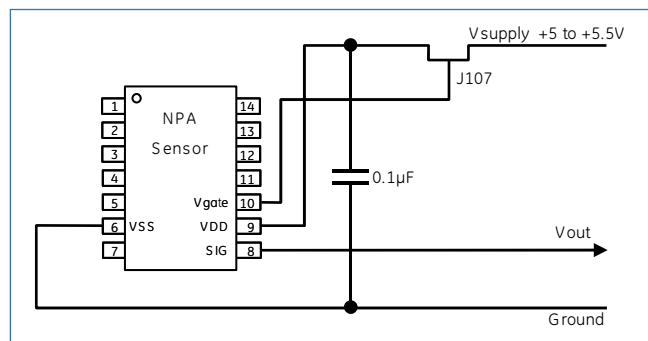 Vsupply +5 to +5.5V
J107
NPA
Sensor
1
14
2
13
3
12
4
11
5
Vgate
10
6
VSS
VDD
9
7
SIG
8
0.1µF
Vout
Ground